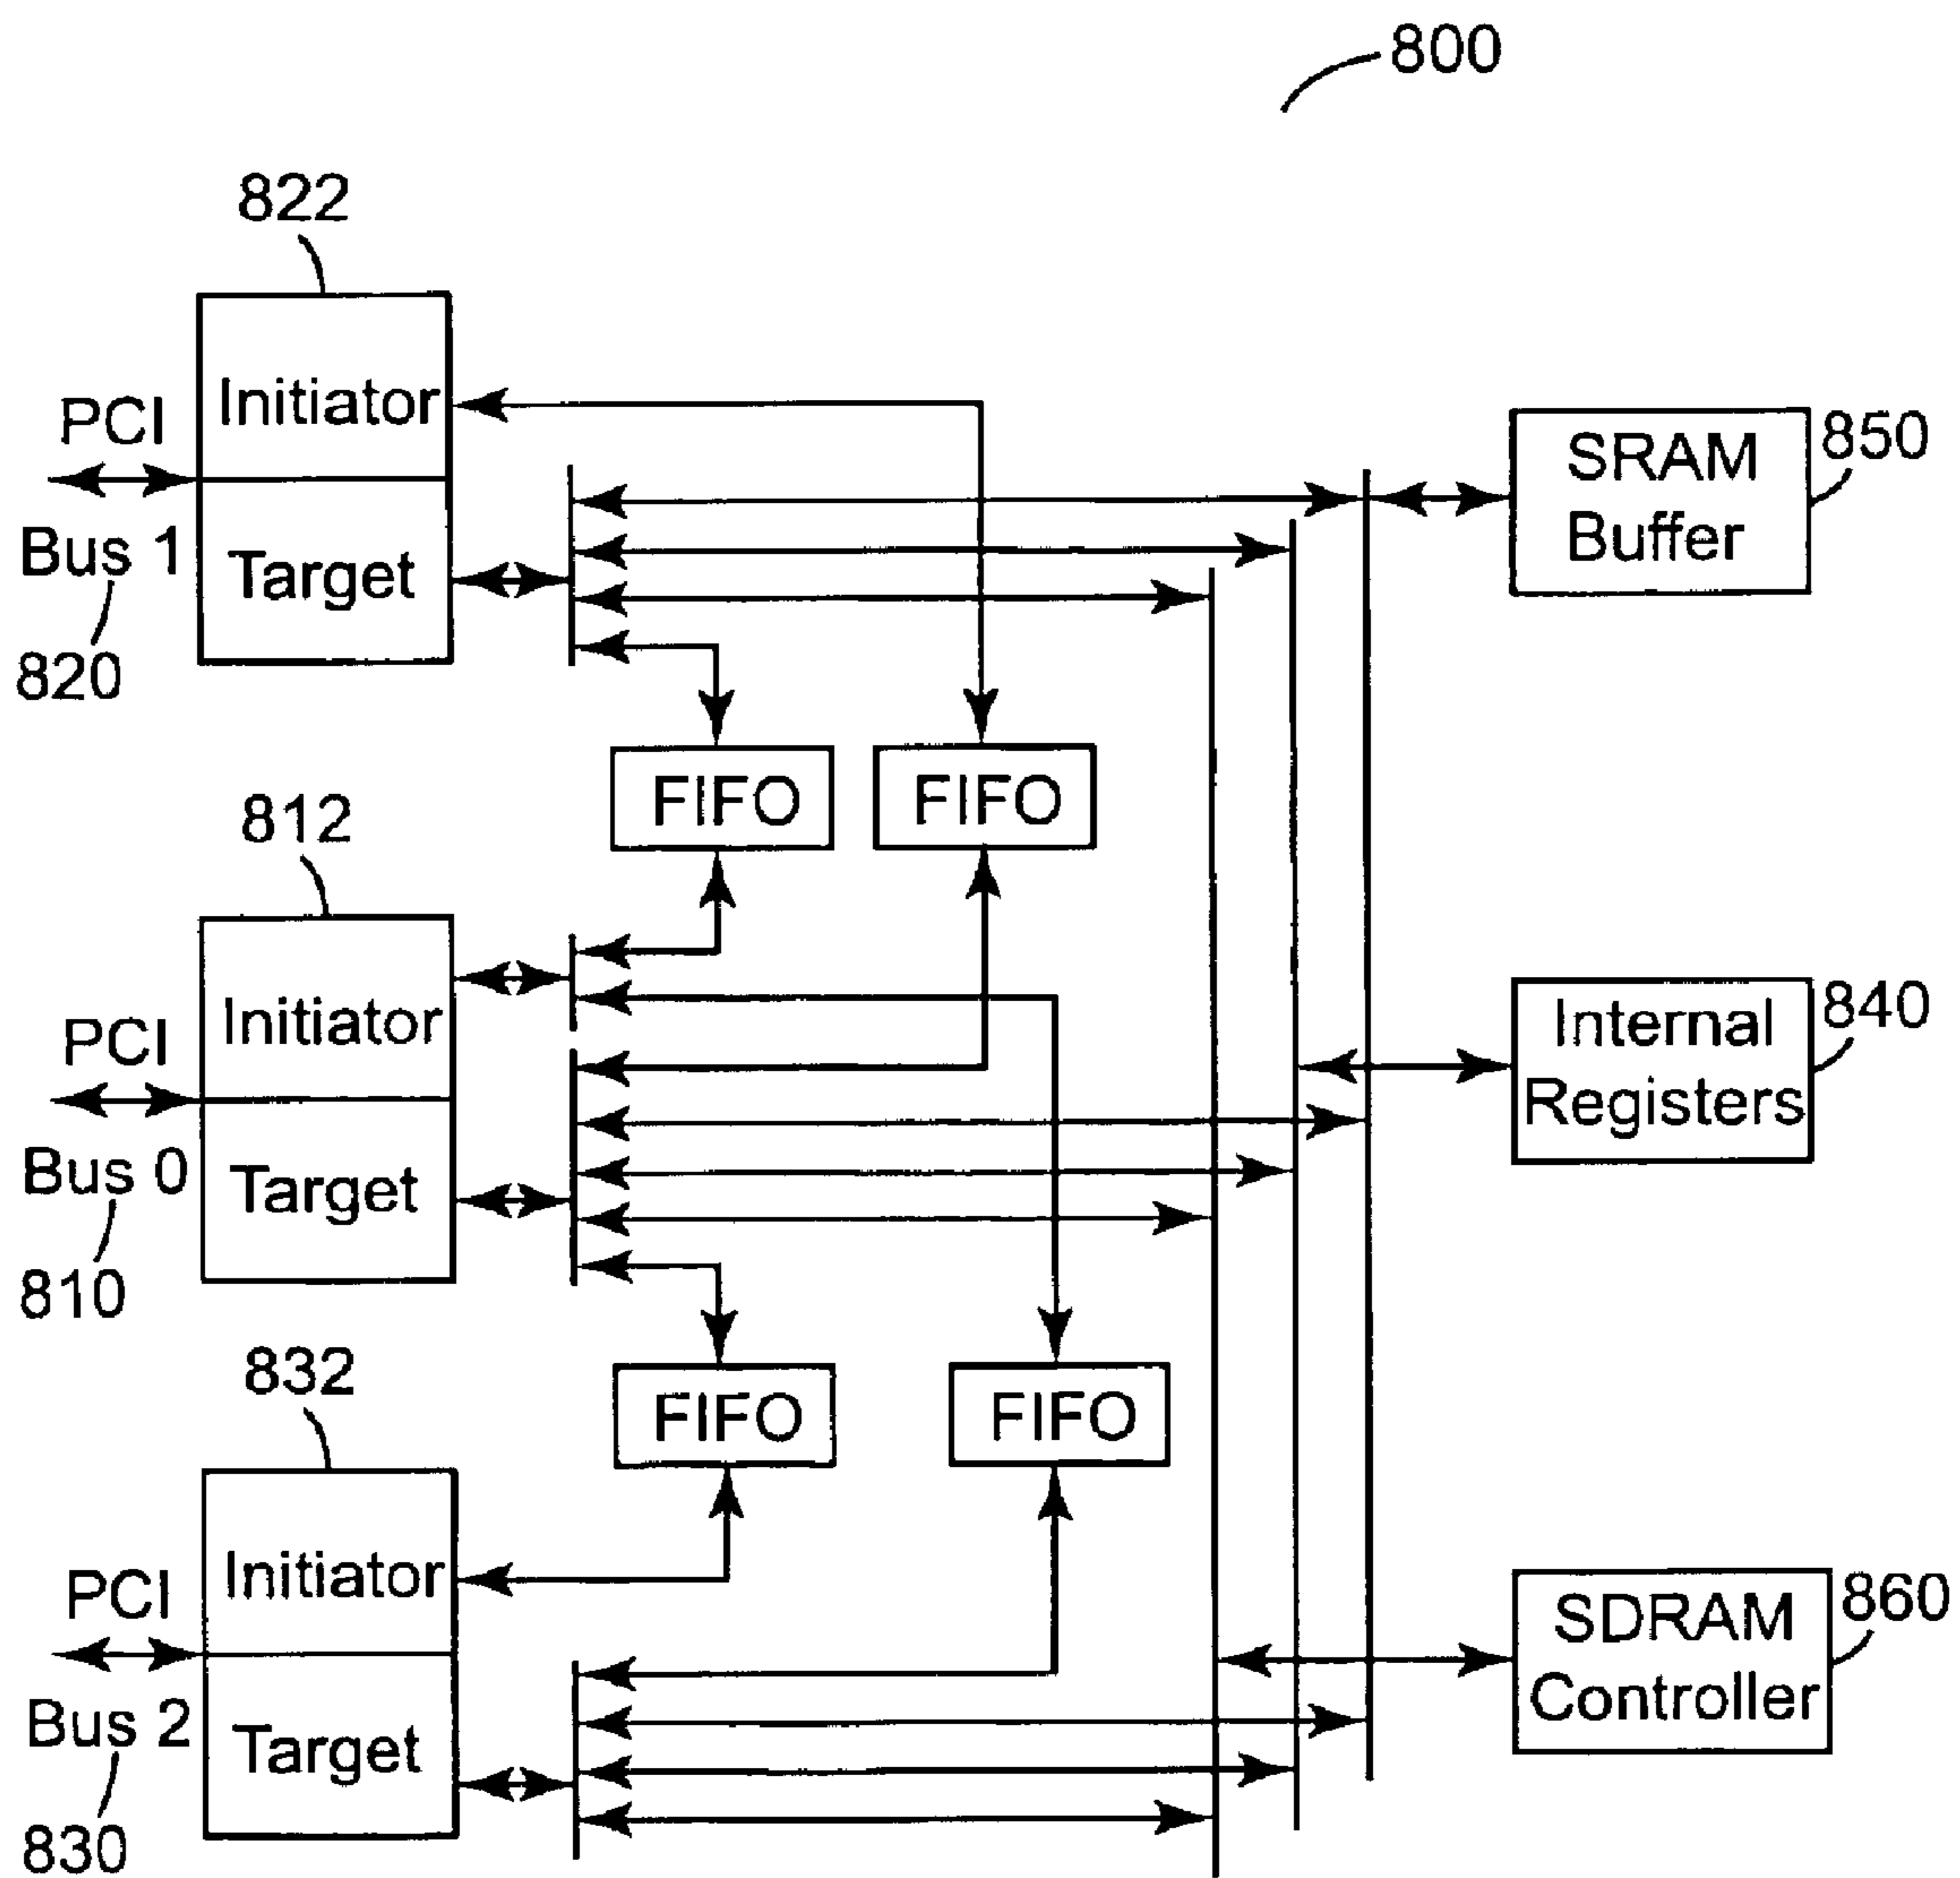 800
822
Initiator
Target
PCI
Bus 1
820
SRAM
Buffer
850
FIFO
FIFO
812
Initiator
Target
PCI
Bus 0
810
Internal
Registers
840
FIFO
FIFO
832
Initiator
Target
PCI
Bus 2
830
SDRAM
Controller
860